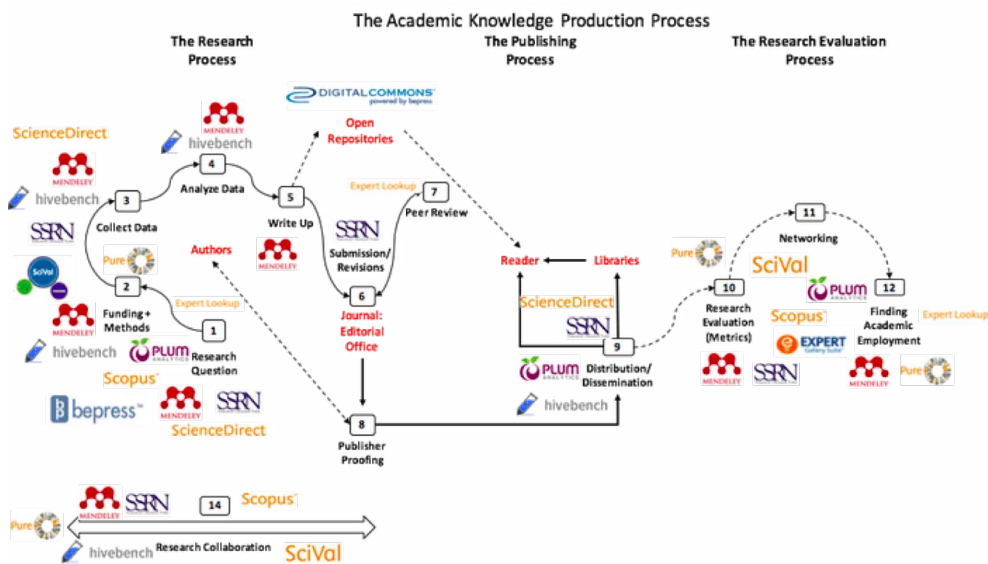 The Academic Knowledge Production Process
The Research
Process
The Publishing
Process
The Research Evaluation
Process
DIGITALCOMMONS
powered by bepress
Open
Repositories
ScienceDirect
MENDELEY
hivebench
MENDELEY
hivebench
4
Analyze Data
3
Collect Data
SSRN
5
Write Up
MENDELEY
Expert Lookup
7
Peer Review
SSRN
Submission/
Revisions
6
Journal:
Editorial
Office
Authors
Pure
SciVal
2
Funding +
Methods
Expert Lookup
MENDELEY
hivebench
1
Research
Question
PLUM
ANALYTICS
Scopus
bepress™
MENDELEY
SSRN
ScienceDirect
8
Publisher
Proofing
Reader
Libraries
ScienceDirect
SSRN
9
Distribution/
Dissemination
PLUM
ANALYTICS
hivebench
Pure
11
Networking
SciVal
10
Research
Evaluation
(Metrics)
PLUM
ANALYTICS
12
Finding
Academic
Employment
Expert Lookup
Scopus
EXPERT
Gallery Suite
MENDELEY
SSRN
MENDELEY
Pure
MENDELEY
SSRN
14
Scopus
Pure
hivebench
Research Collaboration
SciVal